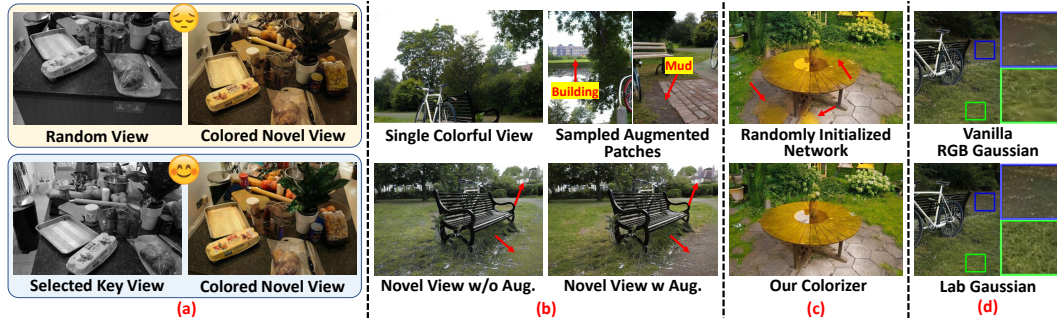 Random View
Colored Novel View
Selected Key View
Colored Novel View
(a)
Building
Mud
Single Colorful View
Sampled Augmented
Patches
Novel View w/o Aug.
Novel View w Aug.
(b)
Randomly Initialized
Network
Our Colorizer
(c)
Vanilla
RGB Gaussian
Lab Gaussian
(d)